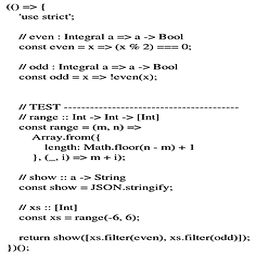 (() => {
    'use strict';

    // even : Integral a => a -> Bool
    const even = x => (x % 2) === 0;

    // odd : Integral a => a -> Bool
    const odd = x => !even(x);


    // TEST ----------------------------------------
    // range :: Int -> Int -> [Int]
    const range = (m, n) =>
        Array.from({
            length: Math.floor(n - m) + 1
        }, (_, i) => m + i);

    // show :: a -> String
    const show = JSON.stringify;

    // xs :: [Int]
    const xs = range(-6, 6);

    return show([xs.filter(even), xs.filter(odd)]);
})();